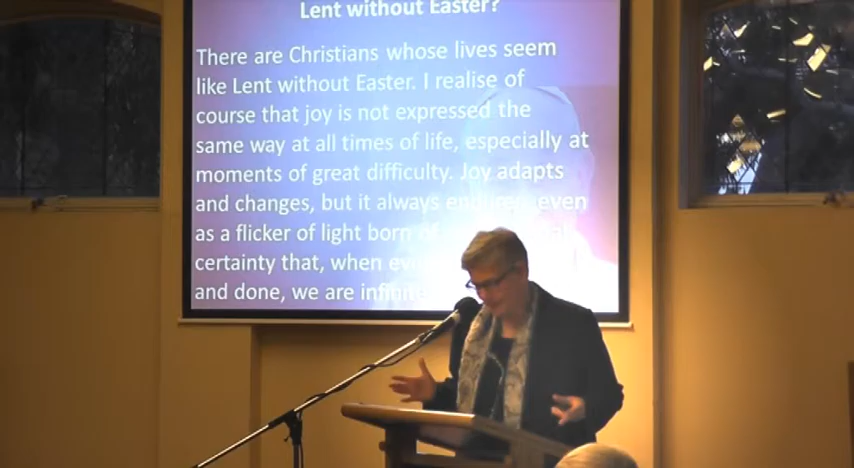 Lent without Easter?
There are Christians whose lives seem
like Lent without Easter. I realise of
course that joy is not expressed the
same way at all times of life, especially at
moments of great difficulty. Joy adapts
and changes, but it always even
as a flicker of light born
certainty that, when
and done, we are